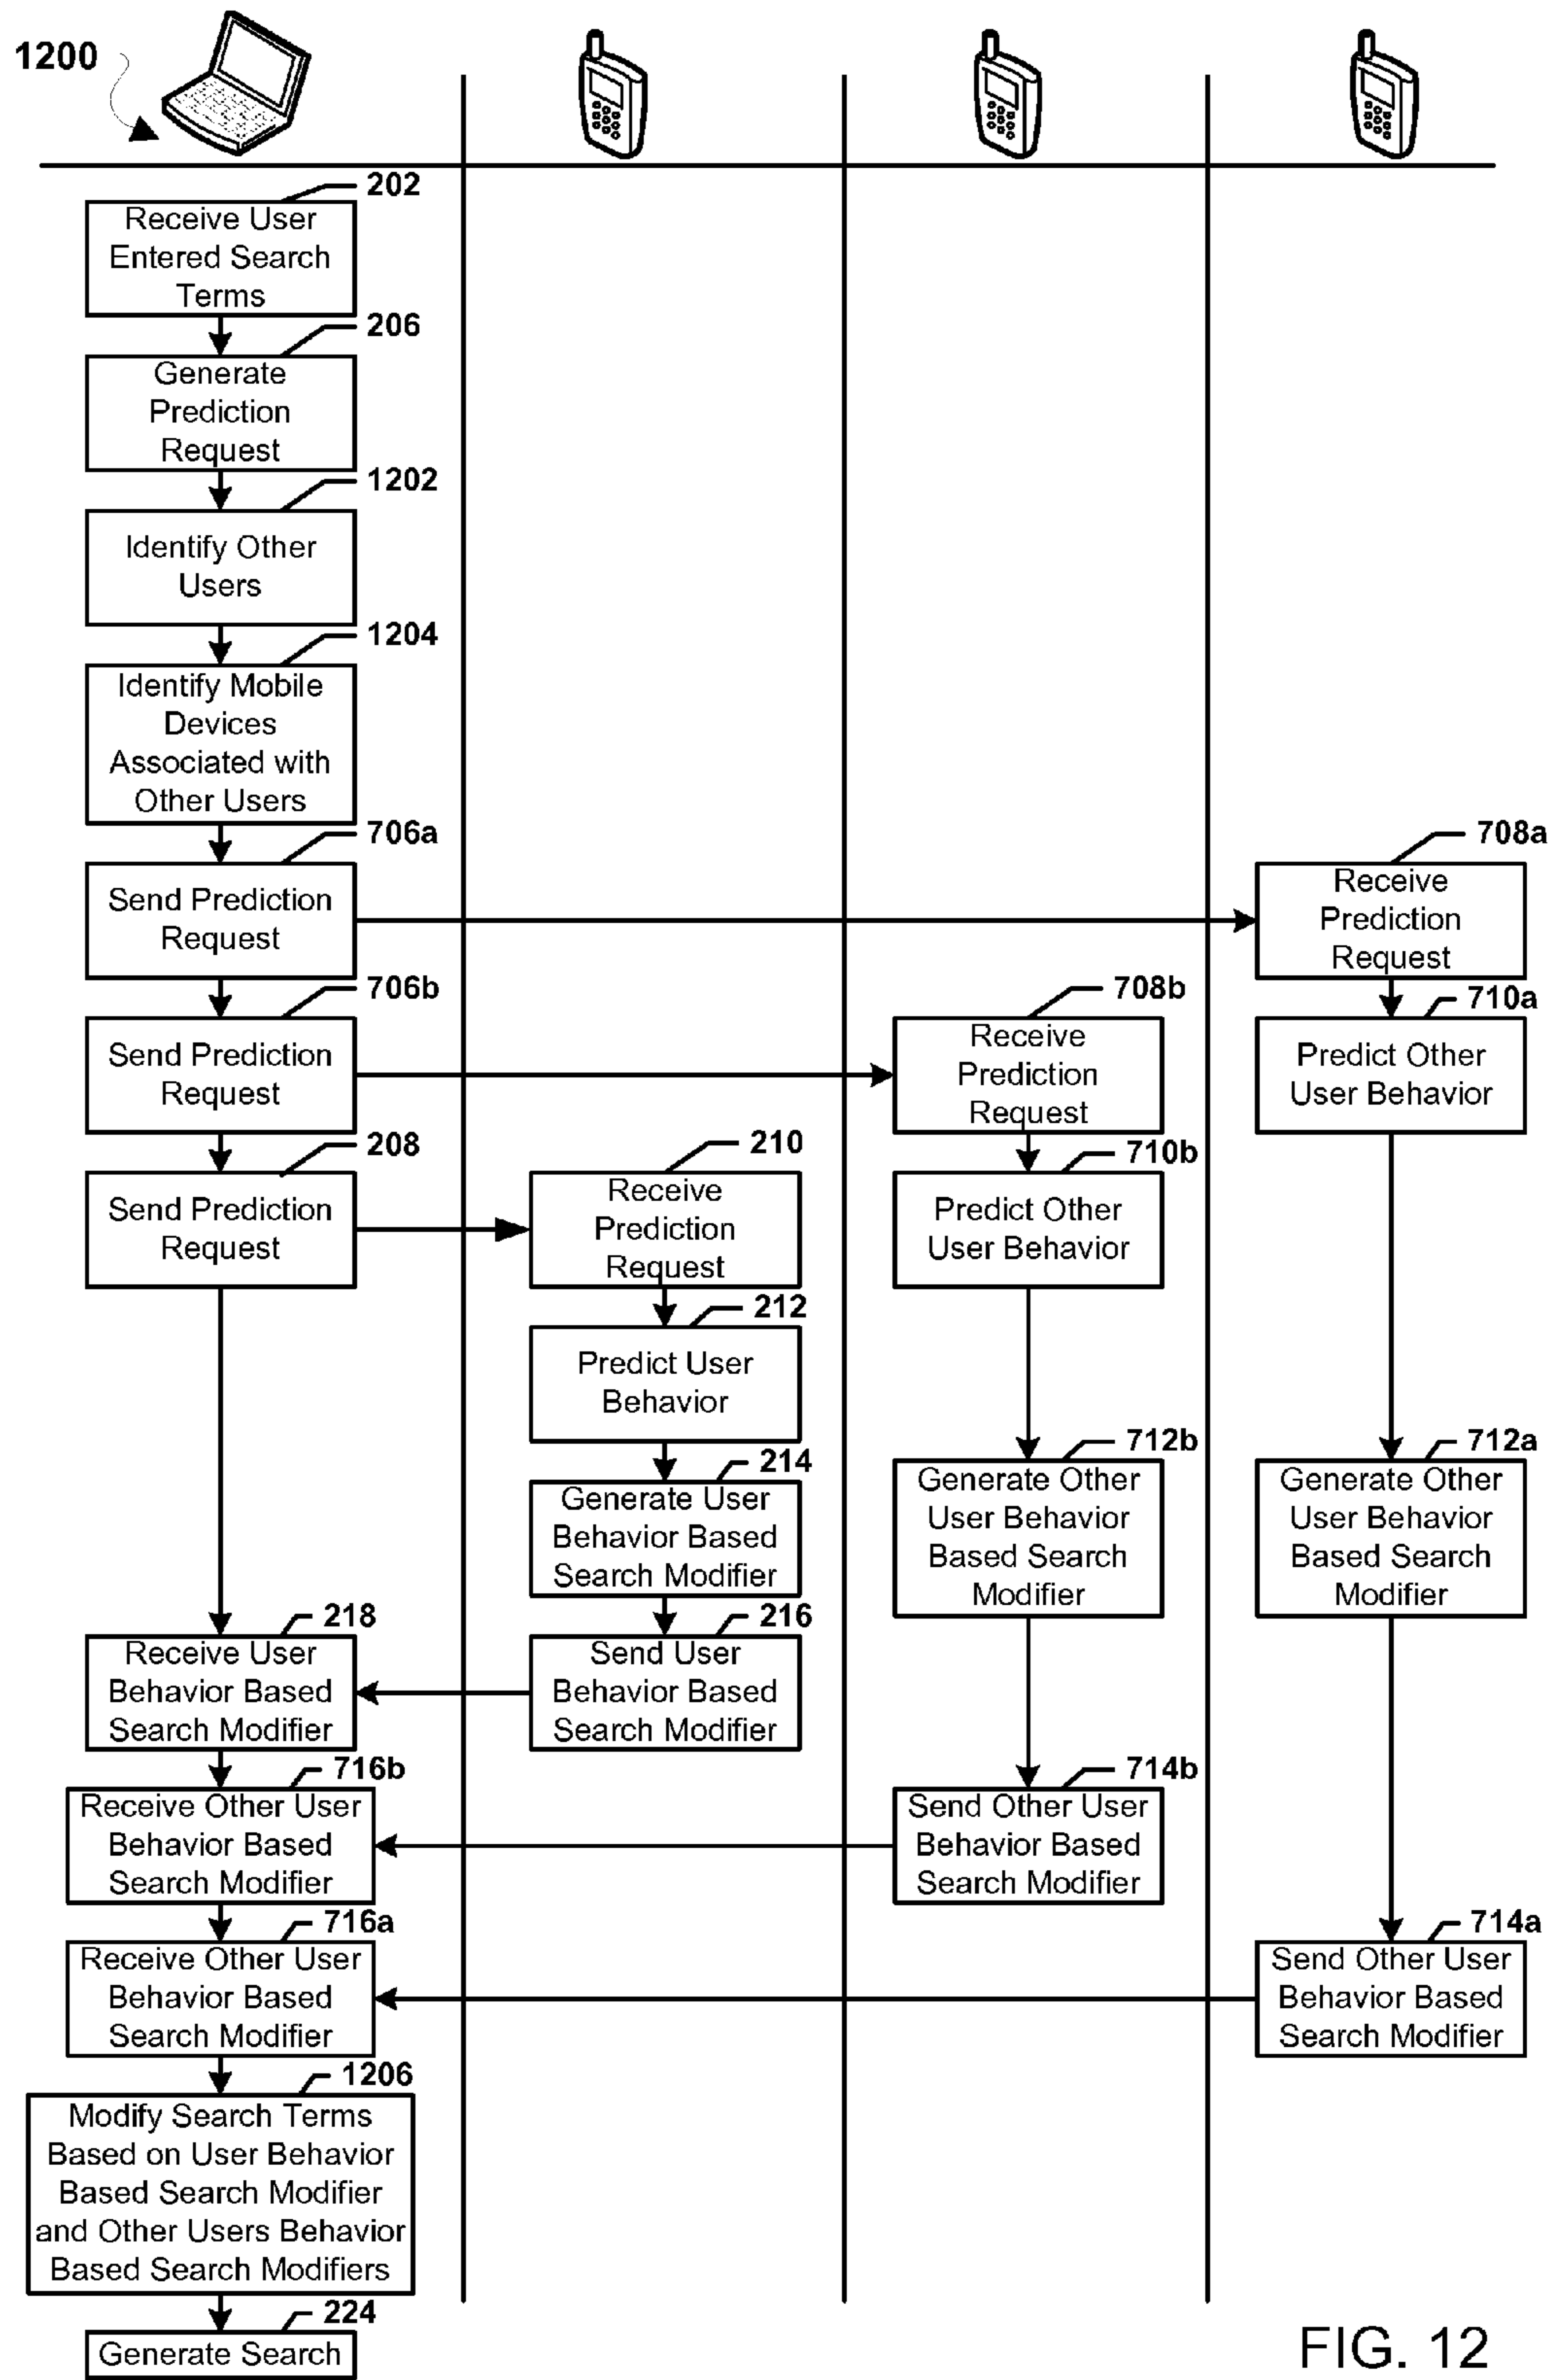 1200
202
Receive User
Entered Search
Terms
206
Generate
Prediction
Request
1202
Identify Other
Users
1204
Identify Mobile
Devices
Associated with
Other Users
706a
Send Prediction
Request
708a
Receive
Prediction
Request
706b
Send Prediction
Request
708b
Receive
Prediction
Request
710a
Predict Other
User Behavior
208
Send Prediction
Request
210
Receive
Prediction
Request
710b
Predict Other
User Behavior
212
Predict User
Behavior
214
Generate User
Behavior Based
Search Modifier
712b
Generate Other
User Behavior
Based Search
Modifier
712a
Generate Other
User Behavior
Based Search
Modifier
218
Receive User
Behavior Based
Search Modifier
216
Send User
Behavior Based
Search Modifier
716b
Receive Other User
Behavior Based
Search Modifier
714b
Send Other User
Behavior Based
Search Modifier
716a
Receive Other User
Behavior Based
Search Modifier
714a
Send Other User
Behavior Based
Search Modifier
1206
Modify Search Terms
Based on User Behavior
Based Search Modifier
and Other Users Behavior
Based Search Modifiers
224
Generate Search
FIG. 12